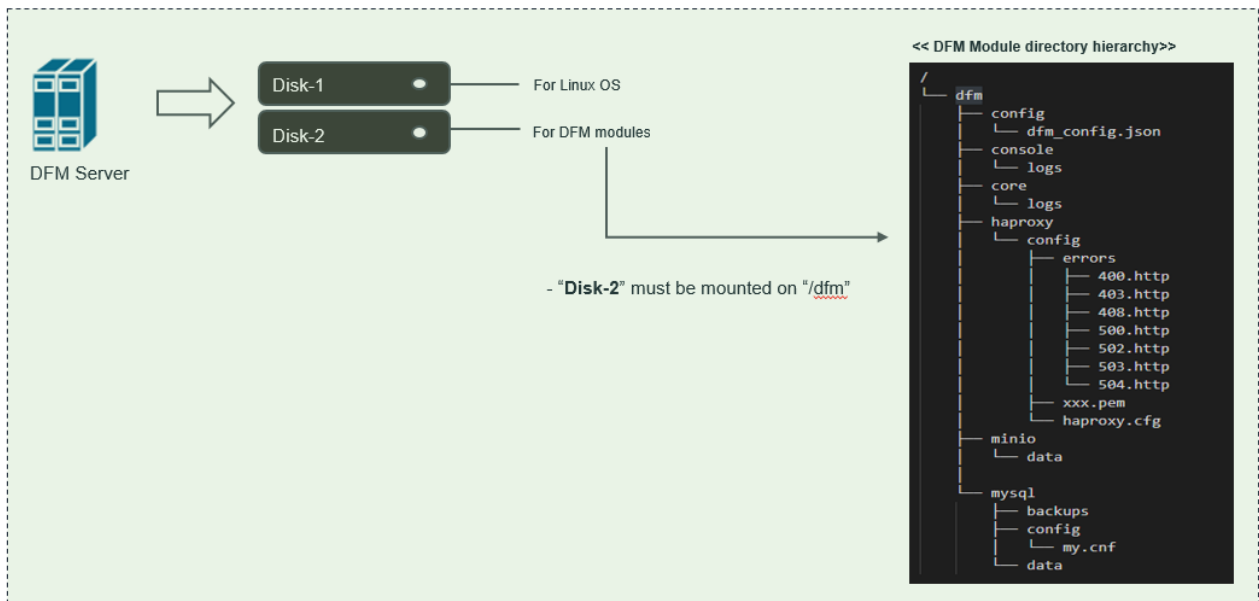 DFM Server
Disk-1
For Linux OS
Disk-2
For DFM modules
- “Disk-2” must be mounted on “/dfm”
<< DFM Module directory hierarchy>>
/
└── dfm
├── config
│   └── dfm_config.json
├── console
│   └── logs
├── core
│   └── logs
├── haproxy
│   └── config
│       ├── errors
│       │   ├── 400.http
│       │   ├── 403.http
│       │   ├── 408.http
│       │   ├── 500.http
│       │   ├── 502.http
│       │   ├── 503.http
│       │   └── 504.http
│       ├── xxx.pem
│       └── haproxy.cfg
├── minio
│   └── data
│
└── mysql
    ├── backups
    ├── config
    │   └── my.cnf
    └── data